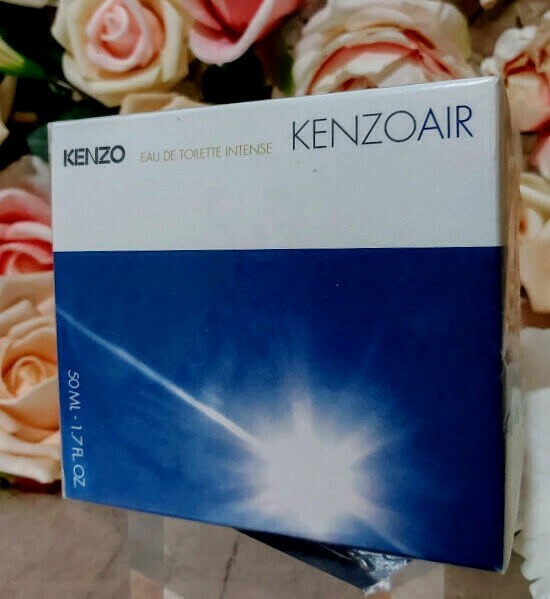 KENZO EAU DE TOILETTE INTENSE KENZOAIR
50 ML - 1.7 FL. OZ